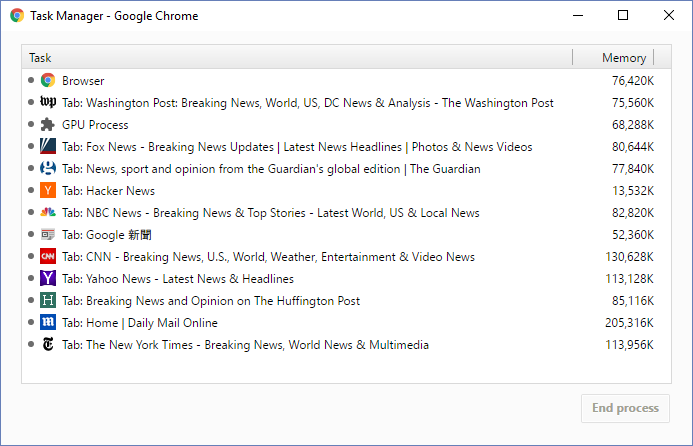 Task Manager - Google Chrome
Task Memory
Browser 76,420K
wp Tab: Washington Post: Breaking News, World, US, DC News & Analysis - The Washington Post 75,560K
GPU Process 68,288K
Tab: Fox News - Breaking News Updates | Latest News Headlines | Photos & News Videos 80,644K
Tab: News, sport and opinion from the Guardian's global edition | The Guardian 77,840K
Y Tab: Hacker News 13,532K
Tab: NBC News - Breaking News & Top Stories - Latest World, US & Local News 82,820K
Tab: Google 新聞 52,360K
CNN Tab: CNN - Breaking News, U.S., World, Weather, Entertainment & Video News 130,628K
Y Tab: Yahoo News - Latest News & Headlines 113,128K
H Tab: Breaking News and Opinion on The Huffington Post 85,116K
m Tab: Home | Daily Mail Online 205,316K
T Tab: The New York Times - Breaking News, World News & Multimedia 113,956K
End process